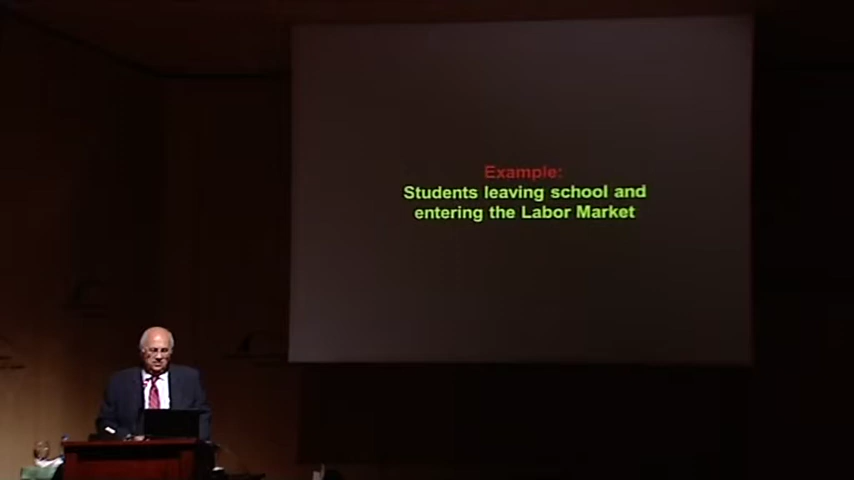 Example:
Students leaving school and
entering the Labor Market